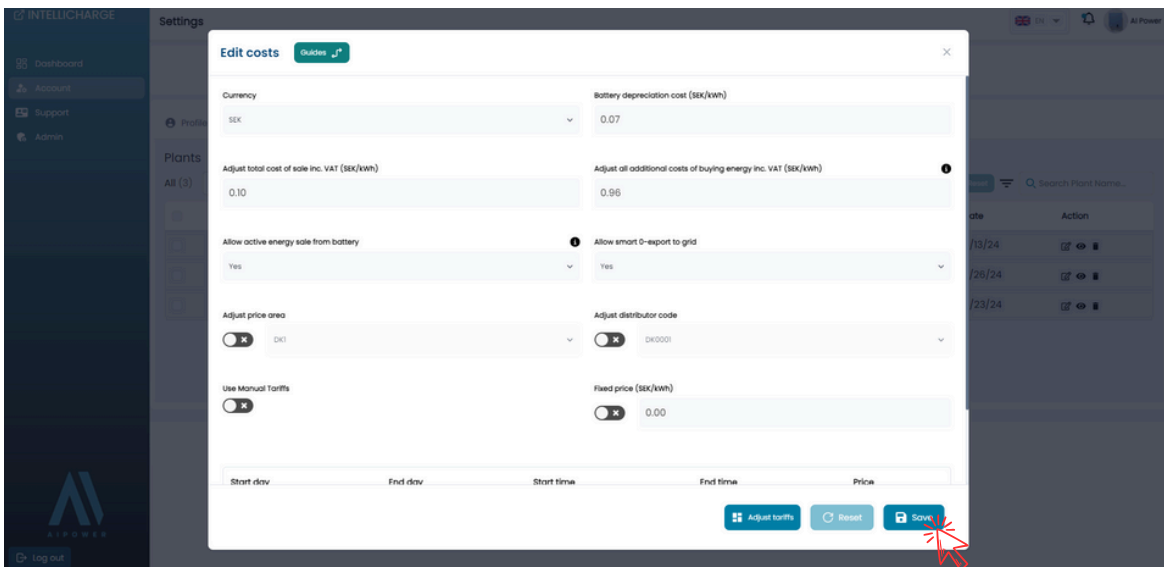 INTELLICHARGE
Settings
EN
AI Power
Dashboard
Account
Support
Admin
Profile
Plants
All (3)
Search Plant Name...
Action
/13/24
/26/24
/23/24
Edit costs
Guides
Currency
Battery depreciation cost (SEK/kWh)
SEK
0.07
Adjust total cost of sale inc. VAT (SEK/kWh)
Adjust all additional costs of buying energy inc. VAT (SEK/kWh)
0.10
0.96
Allow active energy sale from battery
Allow smart 0-export to grid
Yes
Yes
Adjust price area
Adjust distributor code
DK1
DK0001
Use Manual Tariffs
Fixed price (SEK/kWh)
0.00
Start day
End day
Start time
End time
Price
Adjust tariffs
Reset
Save
AIPOWER
Log out